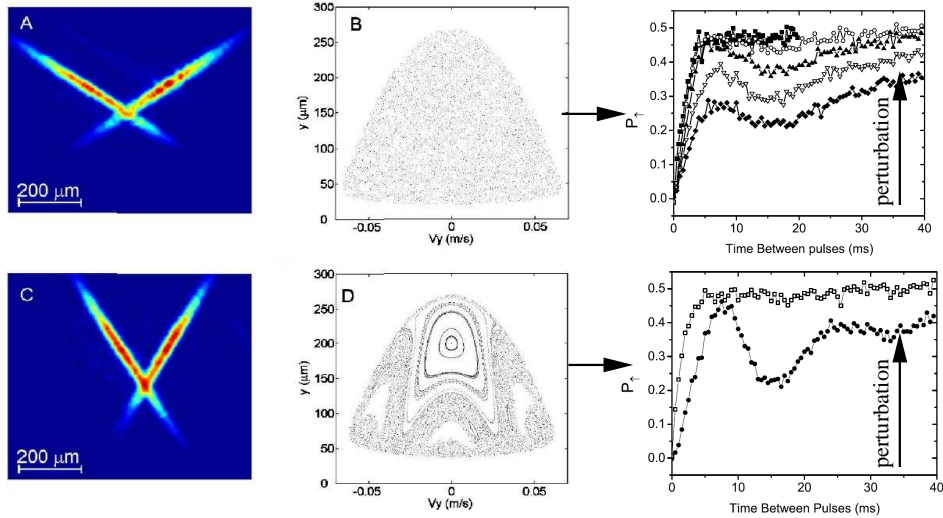 A
200 μm
B
300
250
200
150
100
50
0
y (μm)
-0.05
0
0.05
Vy (m/s)
0.5
0.4
0.3
0.2
0.1
0.0
P↑
perturbation
0
10
20
30
40
Time Between pulses (ms)
C
200 μm
D
300
250
200
150
100
50
0
y (μm)
-0.05
0
0.05
Vy (m/s)
0.5
0.4
0.3
0.2
0.1
0.0
P↑
perturbation
0
10
20
30
40
Time Between Pulses (ms)